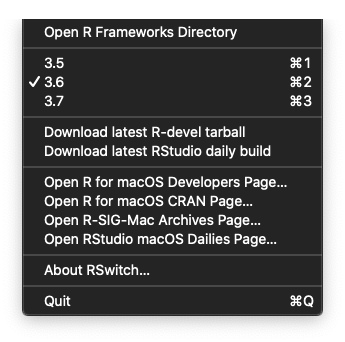 Open R Frameworks Directory
3.5 ⌘1
✓ 3.6 ⌘2
3.7 ⌘3
Download latest R-devel tarball
Download latest RStudio daily build
Open R for macOS Developers Page...
Open R for macOS CRAN Page...
Open R-SIG-Mac Archives Page...
Open RStudio macOS Dailies Page...
About RSwitch...
Quit ⌘Q